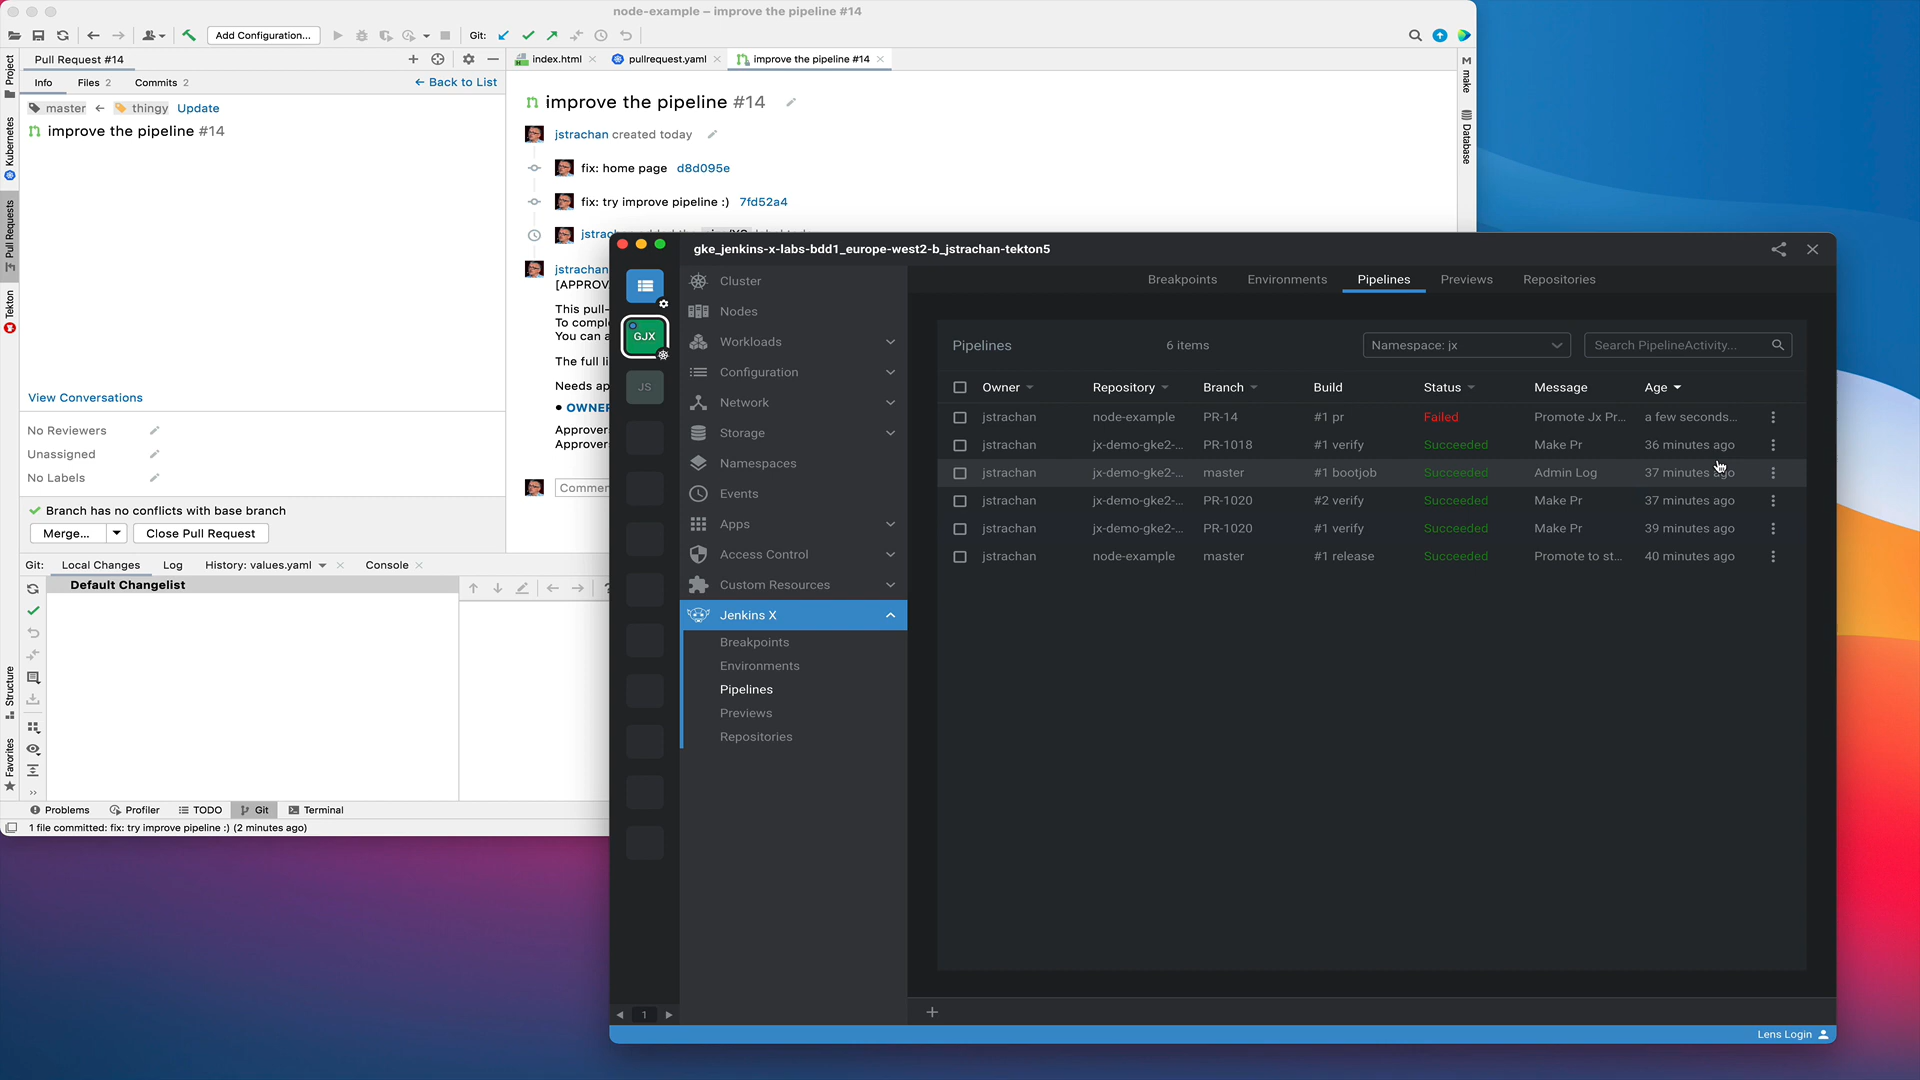 node-example – improve the pipeline #14
Add Configuration...
Git:
Project
Kubernetes
Pull Requests
Tekton
Structure
Favorites
Pull Request #14
index.html
pullrequest.yaml
improve the pipeline #14
make
Database
Info
Files 2
Commits 2
← Back to List
master ← thingy Update
improve the pipeline #14
improve the pipeline #14
jstrachan created today
fix: home page d8d095e
fix: try improve pipeline :) 7fd52a4
jstrac
jstrachan
[APPROV
This pull-
To compl
You can a
The full li
Needs ap
• OWNER
Approver
Approver
Commen
View Conversations
No Reviewers
Unassigned
No Labels
Branch has no conflicts with base branch
Merge...
Close Pull Request
Git:
Local Changes
Log
History: values.yaml
Console
Default Changelist
Problems
Profiler
TODO
Git
Terminal
1 file committed: fix: try improve pipeline :) (2 minutes ago)
gke_jenkins-x-labs-bdd1_europe-west2-b_jstrachan-tekton5
GJX
JS
1
Cluster
Nodes
Workloads
Configuration
Network
Storage
Namespaces
Events
Apps
Access Control
Custom Resources
Jenkins X
Breakpoints
Environments
Pipelines
Previews
Repositories
Breakpoints Environments Pipelines Previews Repositories
Pipelines
6 items
Namespace: jx
Search PipelineActivity...
Owner Repository Branch Build Status Message Age
jstrachan node-example PR-14 #1 pr Failed Promote Jx Pr... a few seconds...
jstrachan jx-demo-gke2-... PR-1018 #1 verify Succeeded Make Pr 36 minutes ago
jstrachan jx-demo-gke2-... master #1 bootjob Succeeded Admin Log 37 minutes ago
jstrachan jx-demo-gke2-... PR-1020 #2 verify Succeeded Make Pr 37 minutes ago
jstrachan jx-demo-gke2-... PR-1020 #1 verify Succeeded Make Pr 39 minutes ago
jstrachan node-example master #1 release Succeeded Promote to st... 40 minutes ago
Lens Login